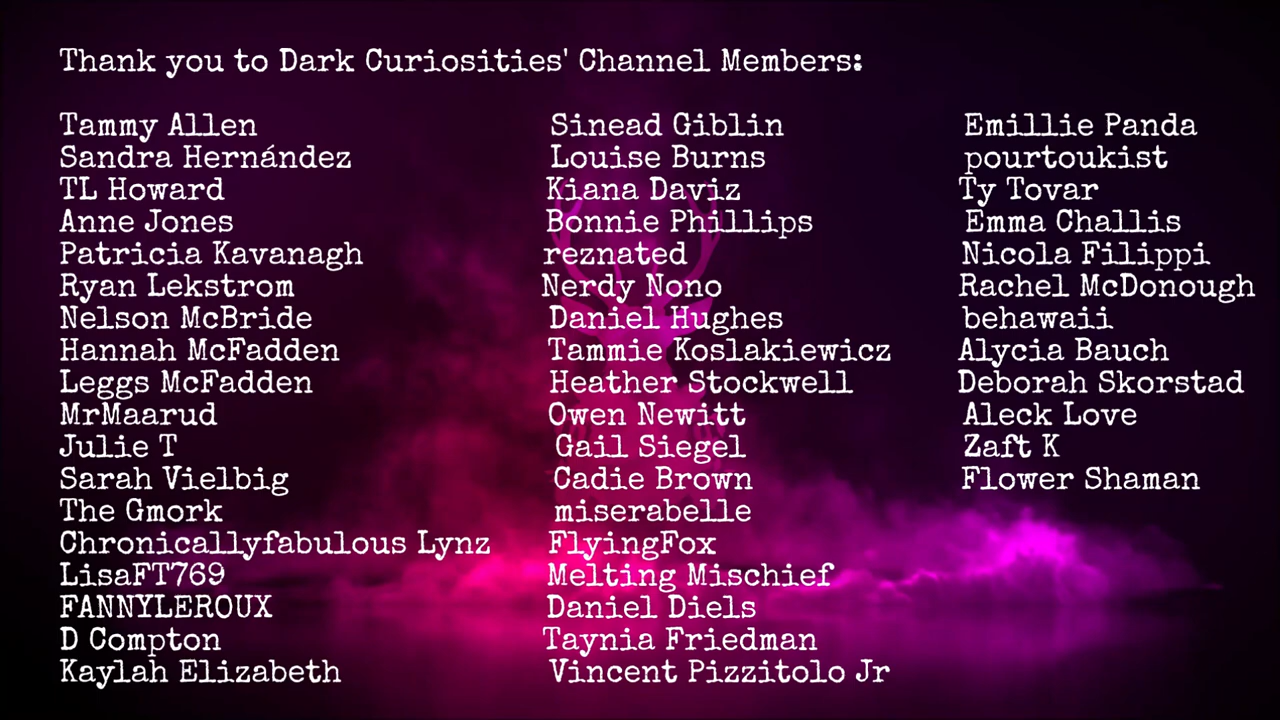 Thank you to Dark Curiosities' Channel Members:
Tammy Allen
Sandra Hernández
TL Howard
Anne Jones
Patricia Kavanagh
Ryan Lekstrom
Nelson McBride
Hannah McFadden
Leggs McFadden
MrMaarud
Julie T
Sarah Vielbig
The Gmork
Chronicallyfabulous Lynz
LisaFT769
FANNYLEROUX
D Compton
Kaylah Elizabeth
Sinead Giblin
Louise Burns
Kiana Daviz
Bonnie Phillips
reznated
Nerdy Nono
Daniel Hughes
Tammie Koslakiewicz
Heather Stockwell
Owen Newitt
Gail Siegel
Cadie Brown
miserabelle
FlyingFox
Melting Mischief
Daniel Diels
Taynia Friedman
Vincent Pizzitolo Jr
Emillie Panda
pourtoukist
Ty Tovar
Emma Challis
Nicola Filippi
Rachel McDonough
behawaii
Alycia Bauch
Deborah Skorstad
Aleck Love
Zaft K
Flower Shaman